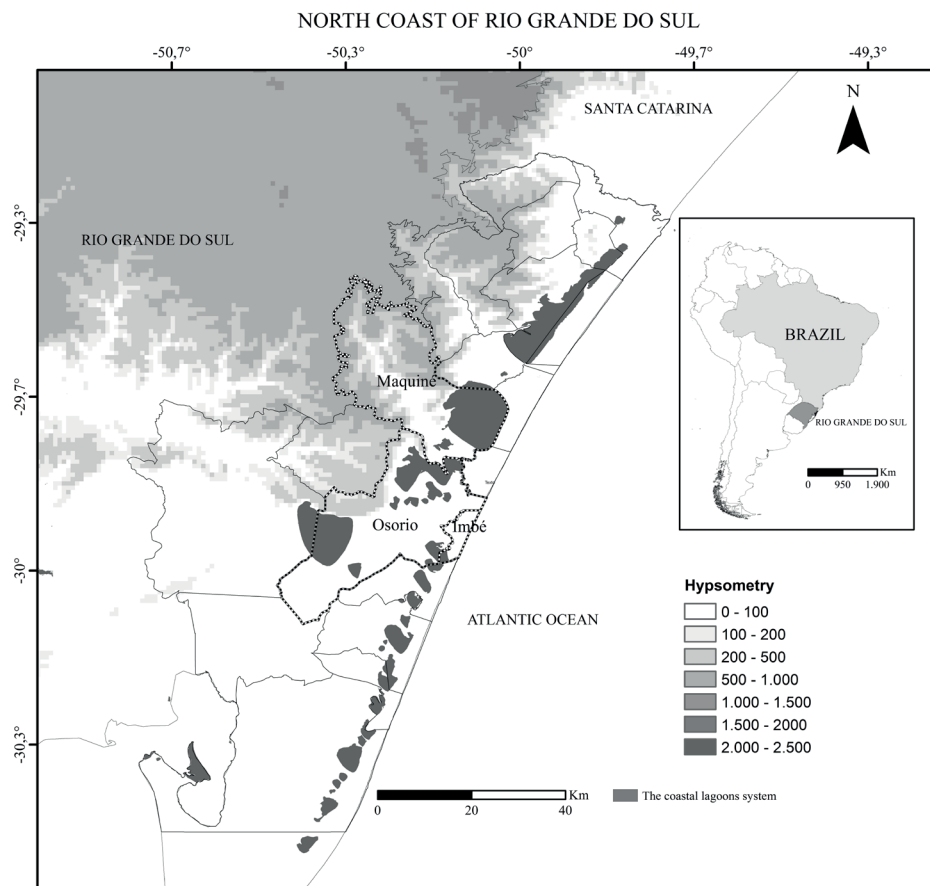 NORTH COAST OF RIO GRANDE DO SUL
-50,7° -50,3° -50° -49,7° -49,3°
N
SANTA CATARINA
-29,3°
RIO GRANDE DO SUL
BRAZIL
-29,7°
Maquiné
RIO GRANDE DO SUL
Km
0 950 1.900
Osorio
Imbé
-30°
ATLANTIC OCEAN
Hypsometry
0 - 100
100 - 200
200 - 500
500 - 1.000
1.000 - 1.500
1.500 - 2000
2.000 - 2.500
-30,3°
Km
0 20 40
The coastal lagoons system